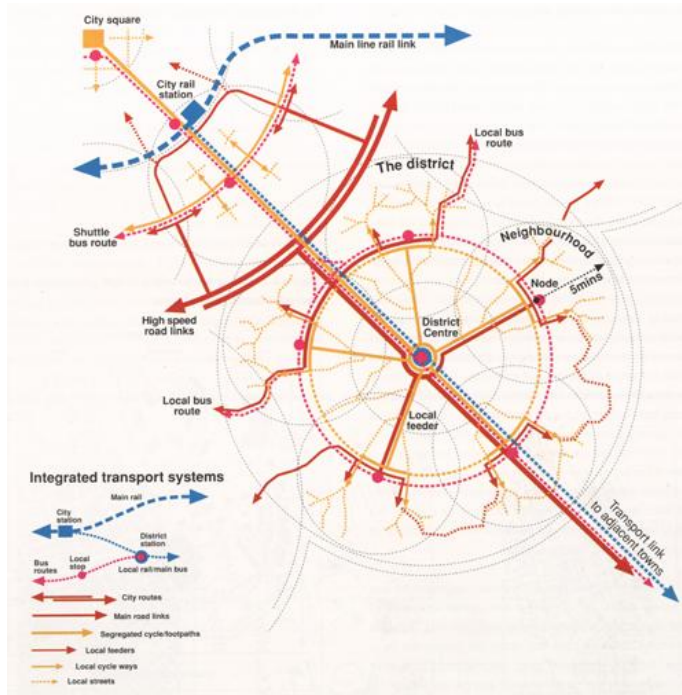 City square
Main line rail link
City rail
station
Local bus
route
The district
Shuttle
bus route
Neighbourhood
Node
5mins
High speed
road links
District
Centre
Local bus
route
Local
feeder
Transport link
to adjacent towns
Integrated transport systems
Main rail
City
station
District
station
Bus
routes
Local
stop
Local rail/main bus
City routes
Main road links
Segregated cycle/footpaths
Local feeders
Local cycle ways
Local streets